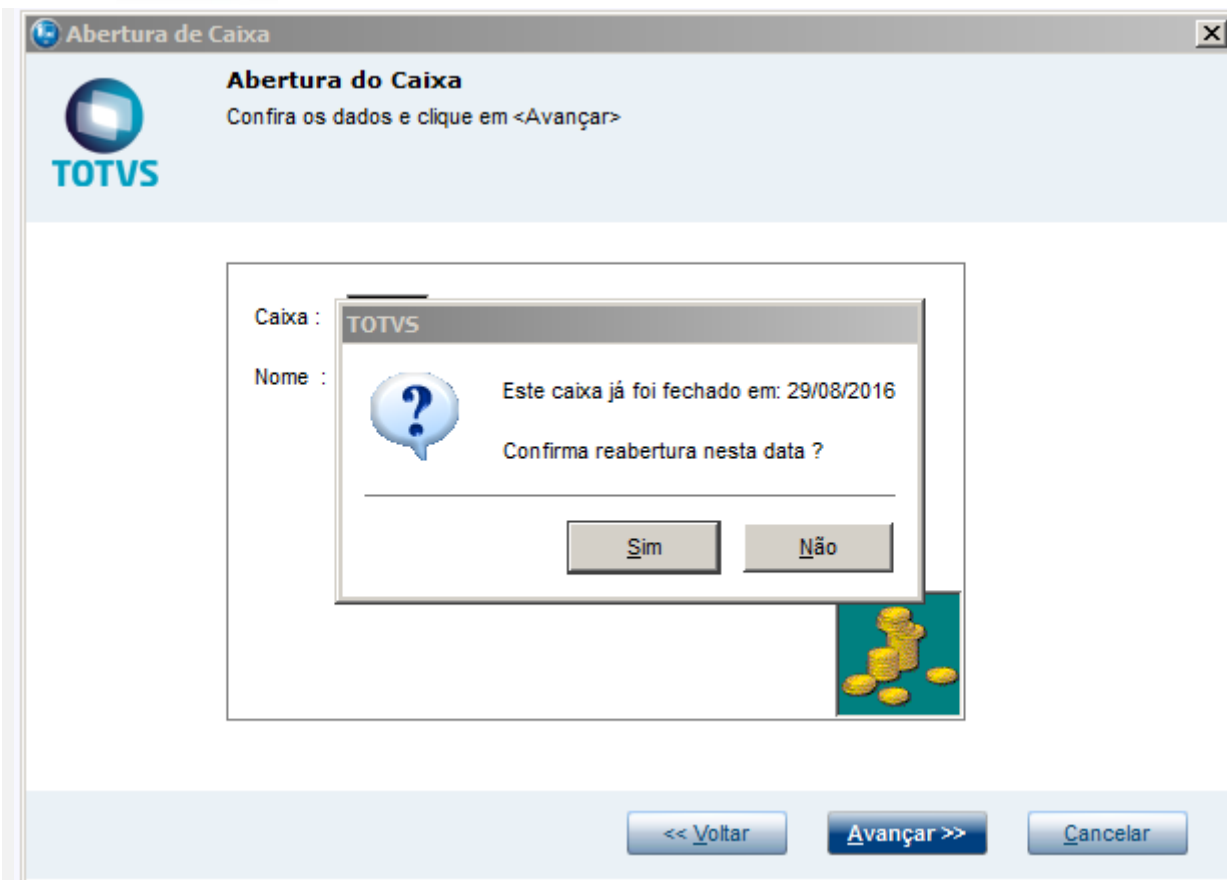 Abertura de Caixa
Abertura do Caixa
Confira os dados e clique em <Avançar>
TOTVS
Caixa :
Nome :
TOTVS
Este caixa já foi fechado em: 29/08/2016
Confirma reabertura nesta data ?
Sim Não
<< Voltar Avançar >> Cancelar